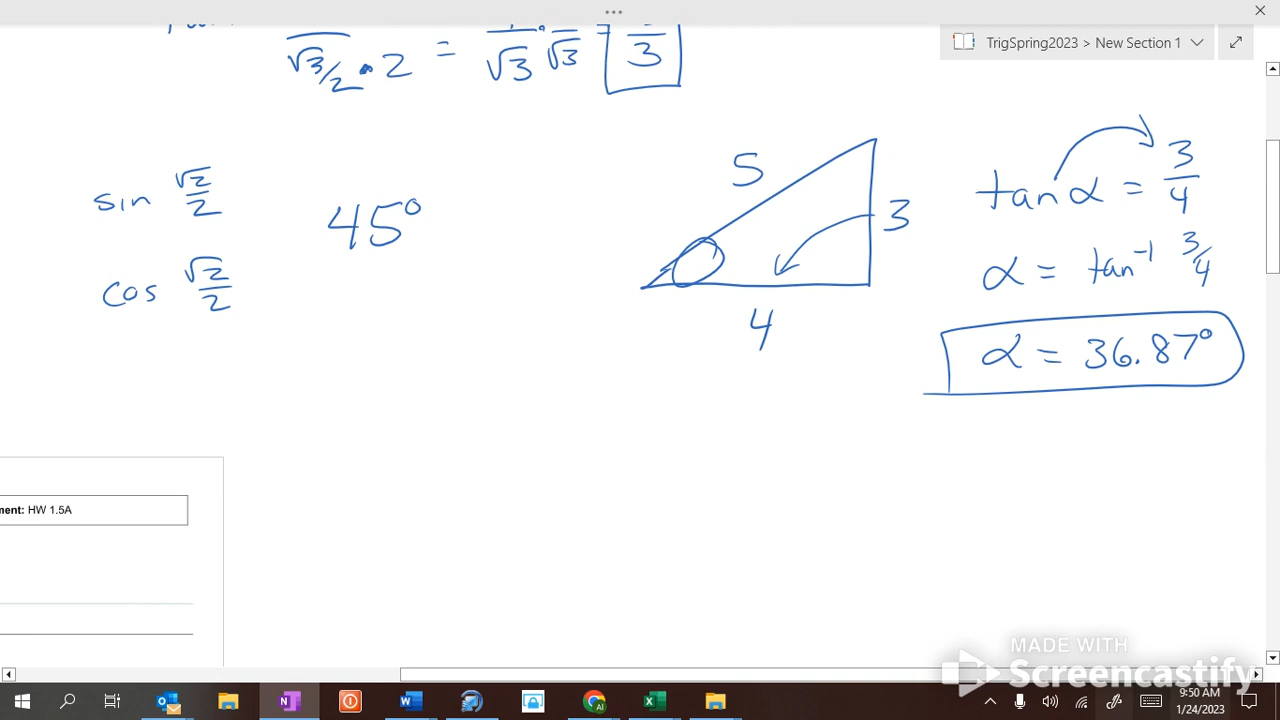 TrigSpring2023 > New Section 1
√3/2 • 2 = 1/√3 • /√3 = /3
sin √2/2
45°
cos √2/2
5
3
4
tan α = 3/4
α = tan⁻¹ 3/4
α = 36.87°
ment: HW 1.5A
MADE WITH
Screencastify
9:50 AM
1/24/2023